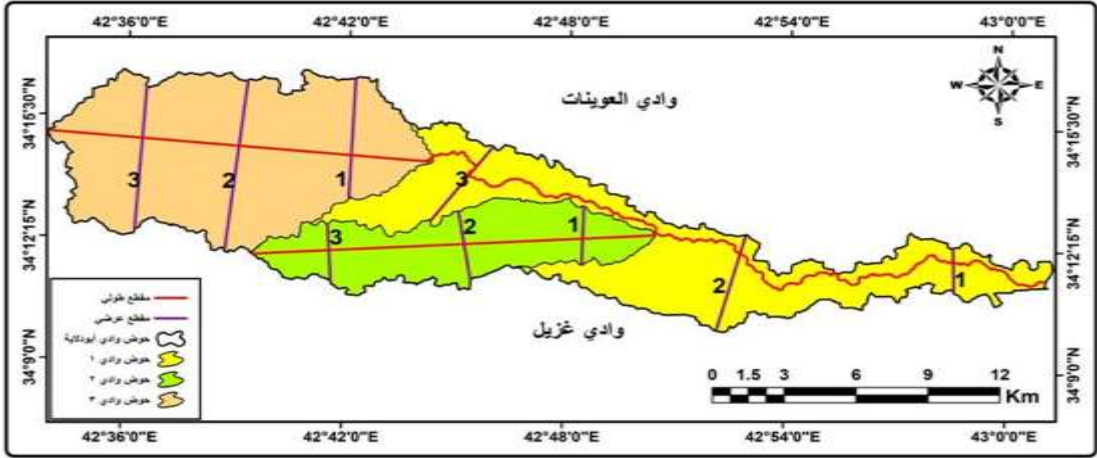 42°36'0"E 42°42'0"E 42°48'0"E 42°54'0"E 43°0'0"E
34°15'30"N
34°12'15"N
34°9'0"N
34°15'30"N
34°12'15"N
34°9'0"N
N
W E
S
وادي العوينات
3
2
1
3
3
2
1
2
1
وادي غزيل
مقطع طولي
مقطع عرضي
حوض وادي أبودلاية
حوض وادي ١
حوض وادي ٢
حوض وادي ٣
0 1.5 3 6 9 12
Km
42°36'0"E 42°42'0"E 42°48'0"E 42°54'0"E 43°0'0"E